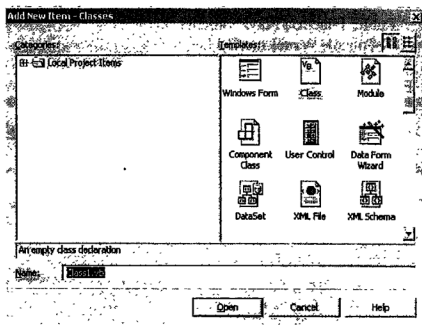 Add New Item - Classes
Categories:
Templates:
Local Project Items
Windows Form
Class
Module
Component Class
User Control
Data Form Wizard
DataSet
XML File
XML Schema
An empty class declaration
Name:
Class1.vb
Open
Cancel
Help